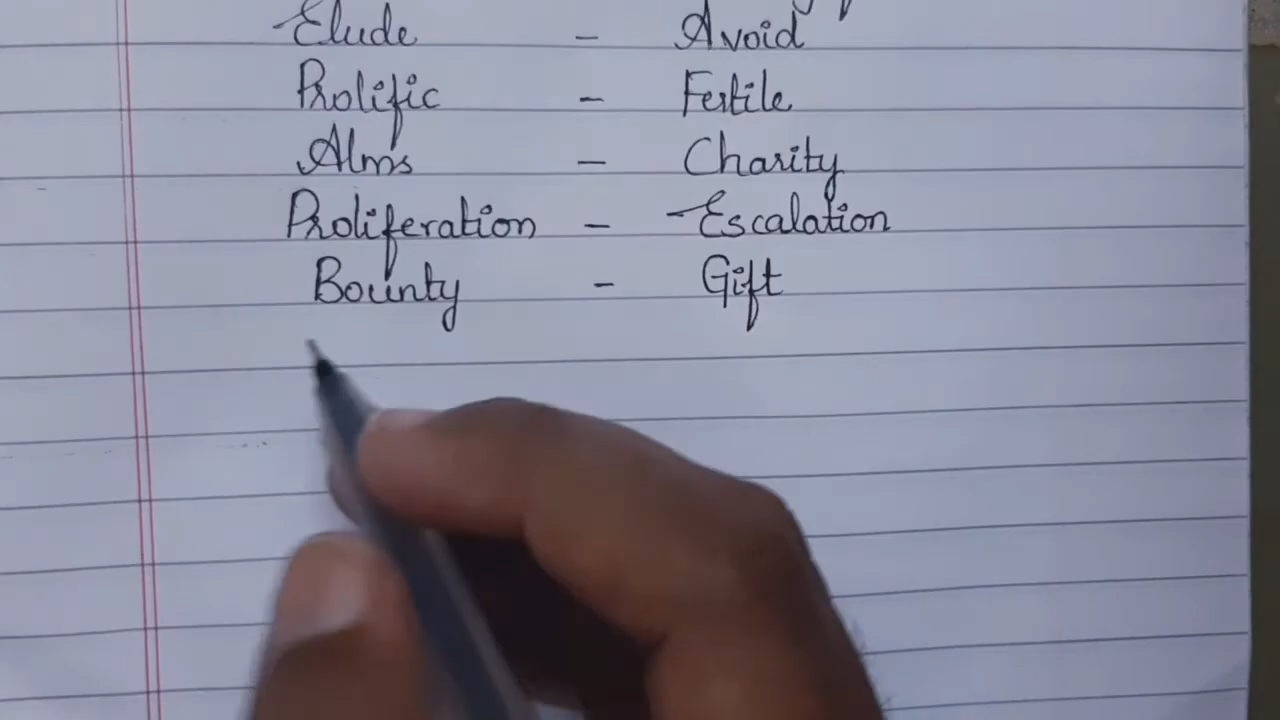 Elude - Avoid
Prolific - Fertile
Alms - Charity
Proliferation - Escalation
Bounty - Gift